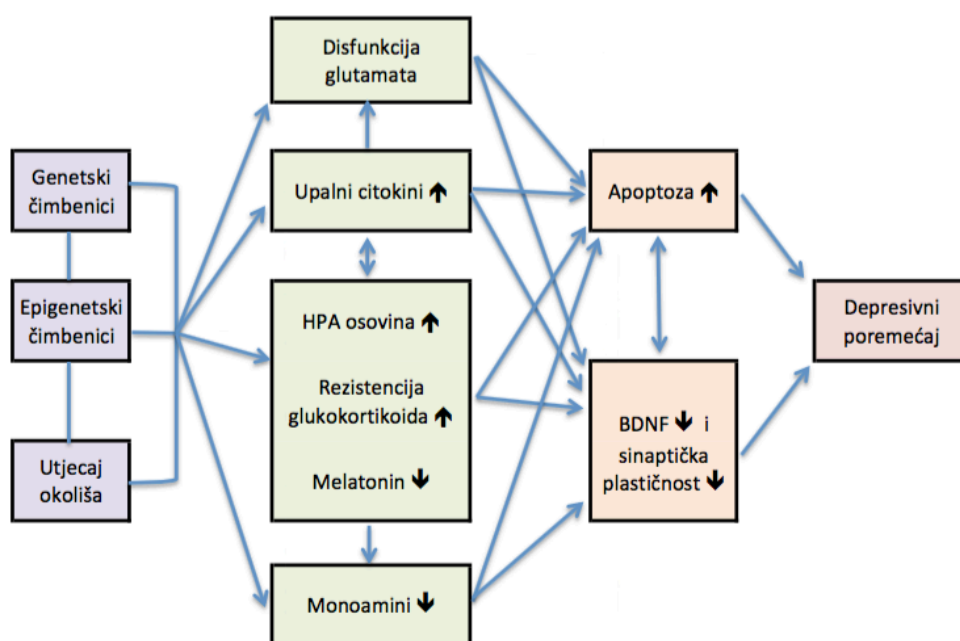 Disfunkcija
glutamata
Genetski
čimbenici
Upalni citokini ↑
Apoptoza ↑
Epigenetski
čimbenici
HPA osovina ↑
Rezistencija
glukokortikoida ↑
Melatonin ↓
Depresivni
poremećaj
BDNF ↓ i
sinaptička
plastičnost ↓
Utjecaj
okoliša
Monoamini ↓